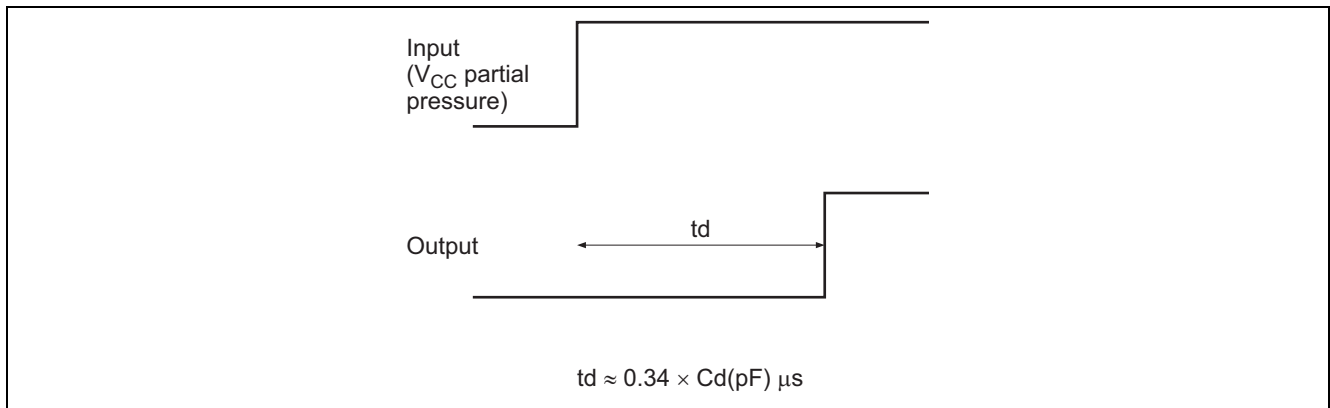 Input
(VCC partial
pressure)
td
Output
td ≈ 0.34 × Cd(pF) μs